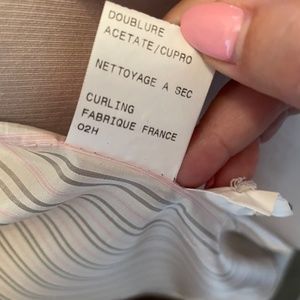 DOUBLURE
ACETATE/CUPRO
NETTOYAGE A SEC
CURLING
FABRIQUE FRANCE
02H